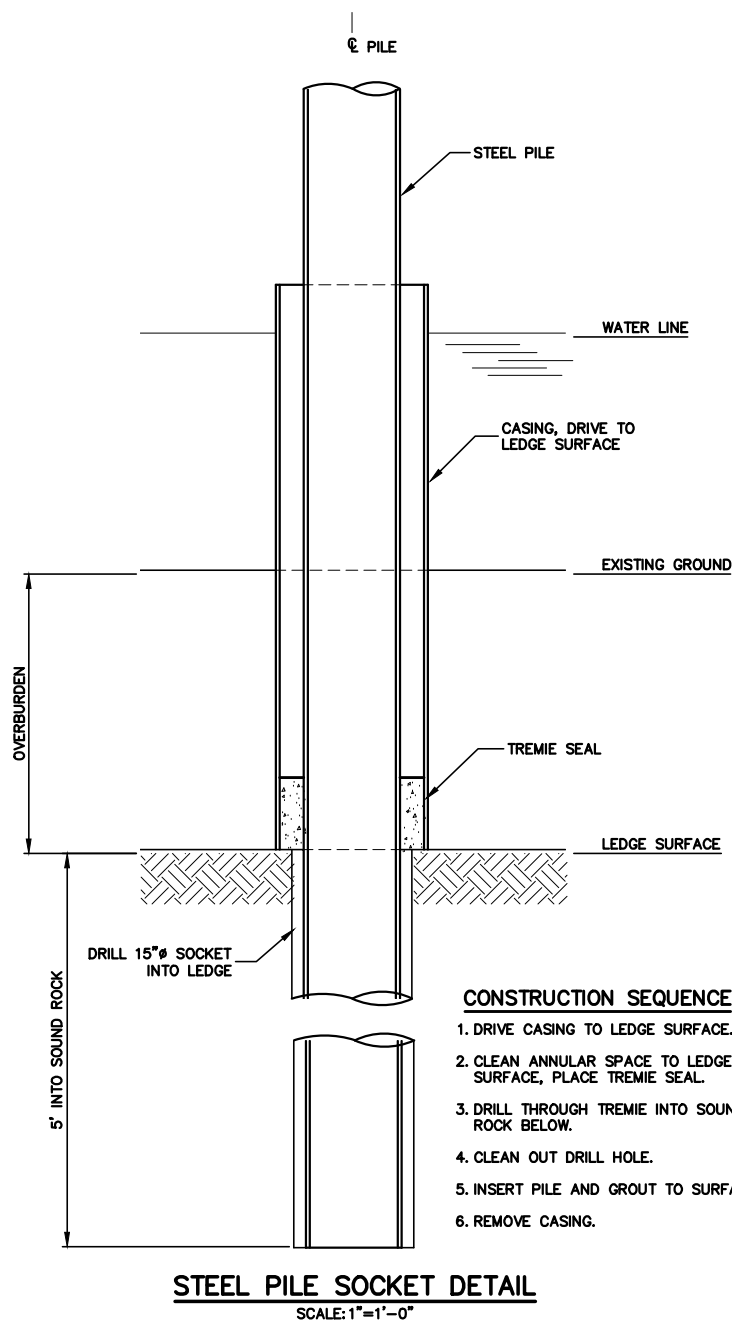 ℄ PILE
STEEL PILE
WATER LINE
CASING, DRIVE TO
LEDGE SURFACE
EXISTING GROUND
OVERBURDEN
TREMIE SEAL
LEDGE SURFACE
DRILL 15"ø SOCKET
INTO LEDGE
5' INTO SOUND ROCK
CONSTRUCTION SEQUENCE
1. DRIVE CASING TO LEDGE SURFACE.
2. CLEAN ANNULAR SPACE TO LEDGE
SURFACE, PLACE TREMIE SEAL.
3. DRILL THROUGH TREMIE INTO
ROCK BELOW.
4. CLEAN OUT DRILL HOLE.
5. INSERT PILE AND GROUT TO
6. REMOVE CASING.
STEEL PILE SOCKET DETAIL
SCALE: 1"=1'-0"